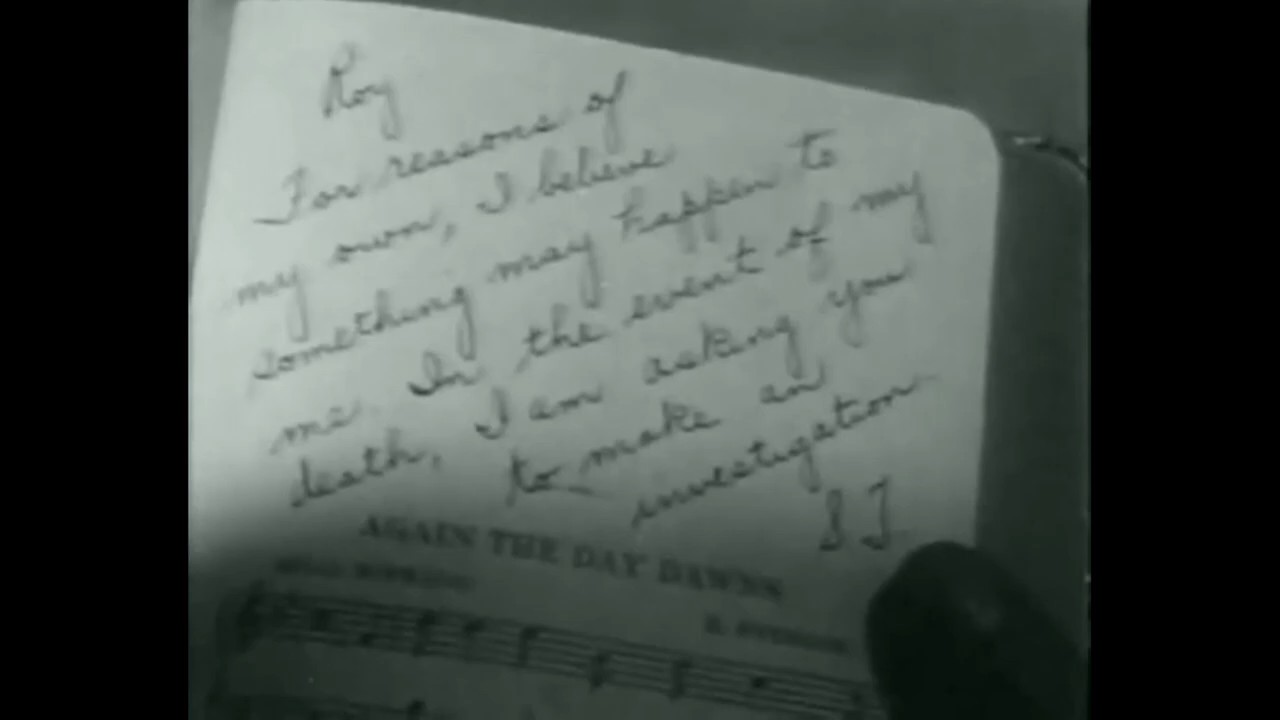 Roy
For reasons of
my own, I believe
something may happen to
me. In the event of my
death, I am asking you
to make an
investigation
S J
AGAIN THE DAY DAWNS